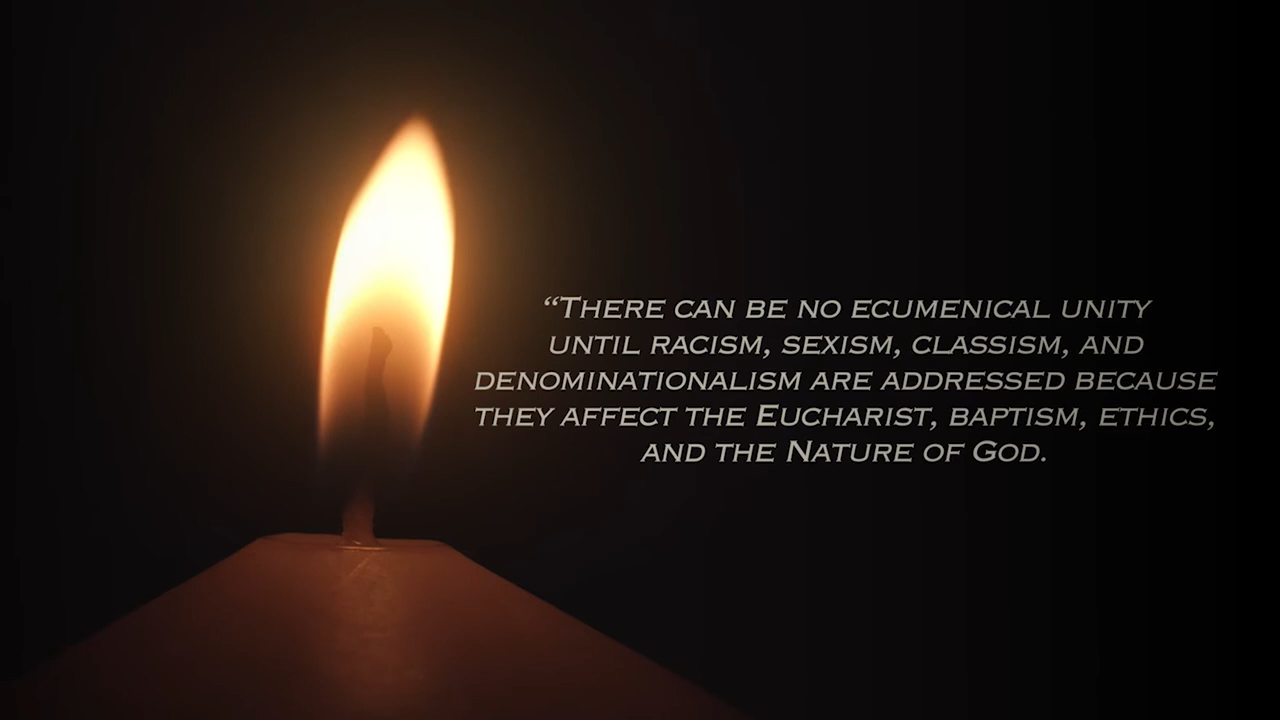 “There can be no ecumenical unity
until racism, sexism, classism, and
denominationalism are addressed because
they affect the Eucharist, baptism, ethics,
and the Nature of God.